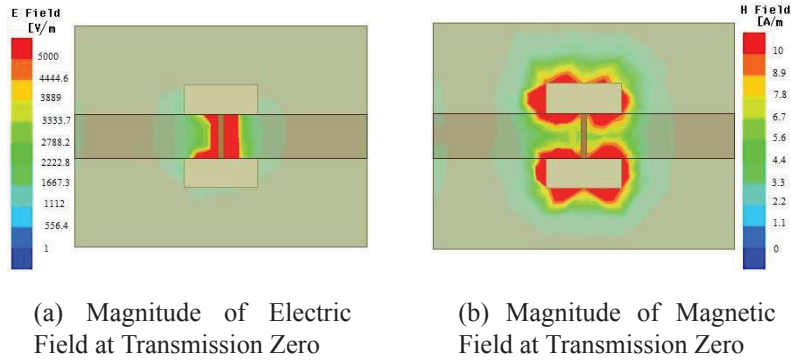 E Field
[V/m
5000
4444.6
3889
3333.7
2788.2
2222.8
1667.3
1112
556.4
1
H Field
[A/m
10
8.9
7.8
6.7
5.6
4.4
3.3
2.2
1.1
0
(a) Magnitude of Electric
Field at Transmission Zero
(b) Magnitude of Magnetic
Field at Transmission Zero